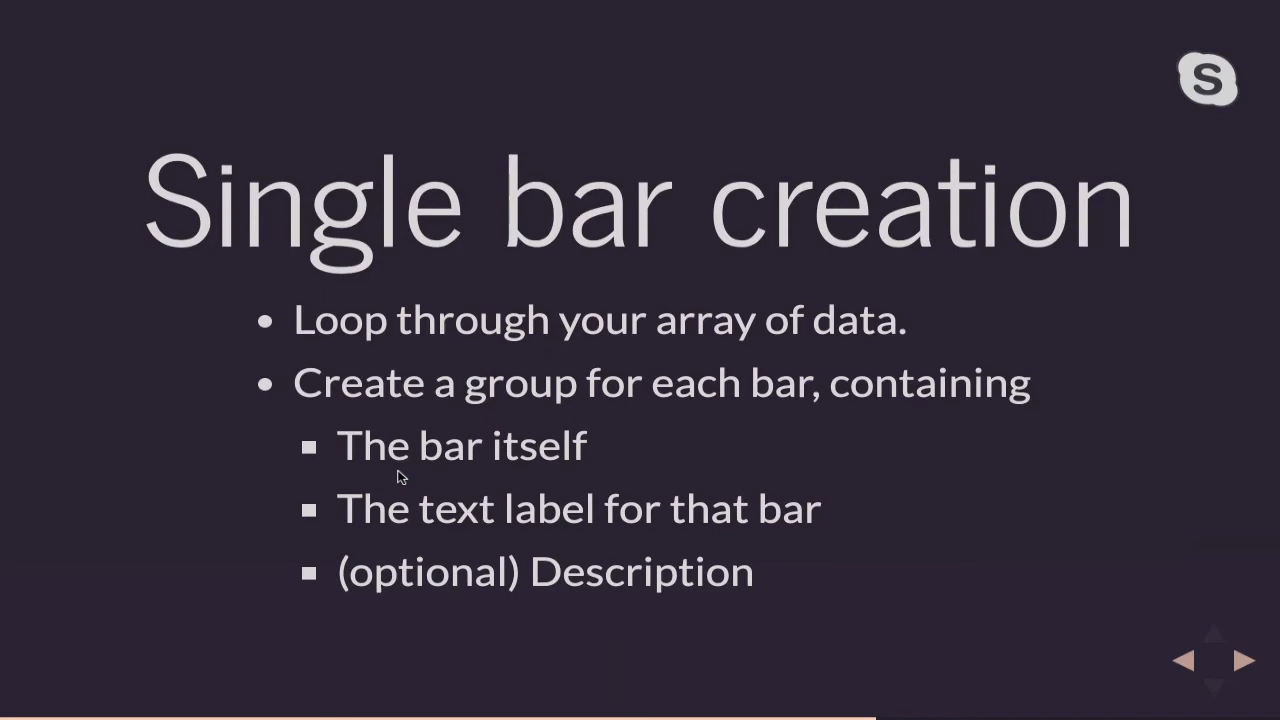 S
Single bar creation
Loop through your array of data.
Create a group for each bar, containing
The bar itself
The text label for that bar
(optional) Description